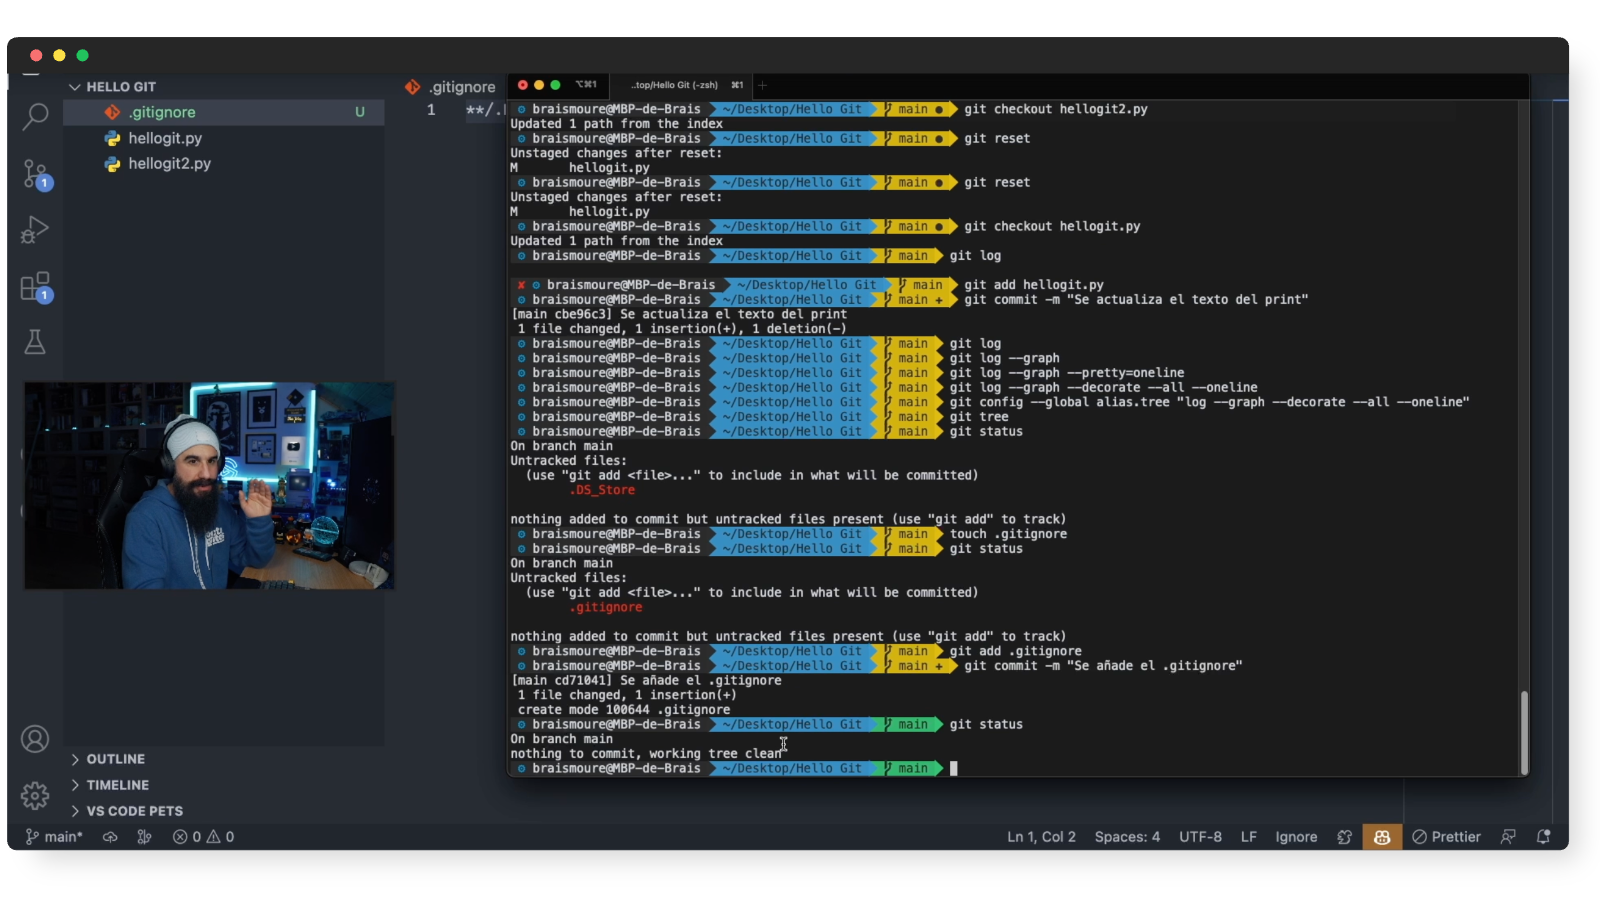 HELLO GIT
.gitignore U
hellogit.py
hellogit2.py
1
1
OUTLINE
TIMELINE
VS CODE PETS
.gitignore
1 **/.
⌥⌘1 ..top/Hello Git (-zsh) ⌘1 +
braismoure@MBP-de-Brais ~/Desktop/Hello Git main ● git checkout hellogit2.py
Updated 1 path from the index
braismoure@MBP-de-Brais ~/Desktop/Hello Git main ● git reset
Unstaged changes after reset:
M hellogit.py
braismoure@MBP-de-Brais ~/Desktop/Hello Git main ● git reset
Unstaged changes after reset:
M hellogit.py
braismoure@MBP-de-Brais ~/Desktop/Hello Git main ● git checkout hellogit.py
Updated 1 path from the index
braismoure@MBP-de-Brais ~/Desktop/Hello Git main git log
✘ braismoure@MBP-de-Brais ~/Desktop/Hello Git main git add hellogit.py
braismoure@MBP-de-Brais ~/Desktop/Hello Git main + git commit -m "Se actualiza el texto del print"
[main cbe96c3] Se actualiza el texto del print
1 file changed, 1 insertion(+), 1 deletion(-)
braismoure@MBP-de-Brais ~/Desktop/Hello Git main git log
braismoure@MBP-de-Brais ~/Desktop/Hello Git main git log --graph
braismoure@MBP-de-Brais ~/Desktop/Hello Git main git log --graph --pretty=oneline
braismoure@MBP-de-Brais ~/Desktop/Hello Git main git log --graph --decorate --all --oneline
braismoure@MBP-de-Brais ~/Desktop/Hello Git main git config --global alias.tree "log --graph --decorate --all --oneline"
braismoure@MBP-de-Brais ~/Desktop/Hello Git main git tree
braismoure@MBP-de-Brais ~/Desktop/Hello Git main git status
On branch main
Untracked files:
(use "git add <file>..." to include in what will be committed)
.DS_Store
nothing added to commit but untracked files present (use "git add" to track)
braismoure@MBP-de-Brais ~/Desktop/Hello Git main touch .gitignore
braismoure@MBP-de-Brais ~/Desktop/Hello Git main git status
On branch main
Untracked files:
(use "git add <file>..." to include in what will be committed)
.gitignore
nothing added to commit but untracked files present (use "git add" to track)
braismoure@MBP-de-Brais ~/Desktop/Hello Git main git add .gitignore
braismoure@MBP-de-Brais ~/Desktop/Hello Git main + git commit -m "Se añade el .gitignore"
[main cd71041] Se añade el .gitignore
1 file changed, 1 insertion(+)
create mode 100644 .gitignore
braismoure@MBP-de-Brais ~/Desktop/Hello Git main git status
On branch main
nothing to commit, working tree clean
braismoure@MBP-de-Brais ~/Desktop/Hello Git main
main* 0 0 Ln 1, Col 2 Spaces: 4 UTF-8 LF Ignore Prettier